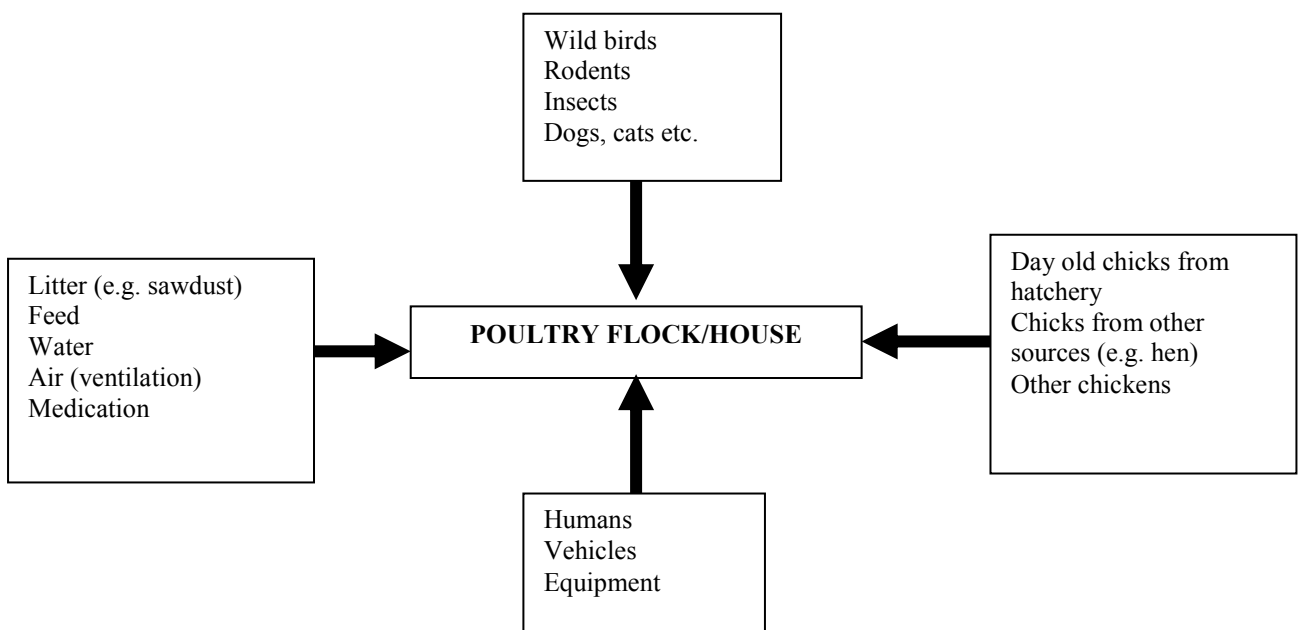 Wild birds
Rodents
Insects
Dogs, cats etc.
Litter (e.g. sawdust)
Feed
Water
Air (ventilation)
Medication
POULTRY FLOCK/HOUSE
Day old chicks from
hatchery
Chicks from other
sources (e.g. hen)
Other chickens
Humans
Vehicles
Equipment